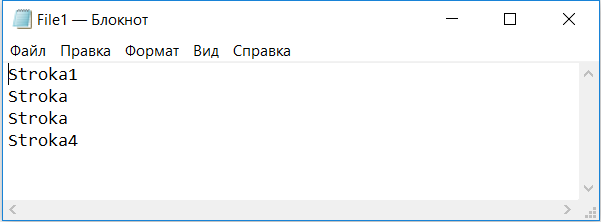 File1 — Блокнот
Файл Правка Формат Вид Справка
Stroka1
Stroka
Stroka
Stroka4